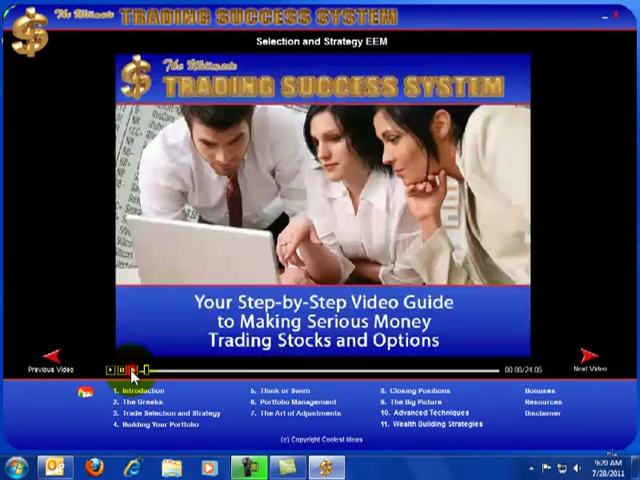 The Ultimate
TRADING SUCCESS SYSTEM
Selection and Strategy EEM
The Ultimate
TRADING SUCCESS SYSTEM
Your Step-by-Step Video Guide
to Making Serious Money
Trading Stocks and Options
Previous Video
00:00/24:05
Next Video
1. Introduction
2. The Greeks
3. Trade Selection and Strategy
4. Building Your Portfolio
5. Think or Swim
6. Portfolio Management
7. The Art of Adjustments
8. Closing Positions
9. The Big Picture
10. Advanced Techniques
11. Wealth Building Strategies
Bonuses
Resources
Disclaimer
(c) Copyright Coolest Ideas
9:20 AM
7/28/2011